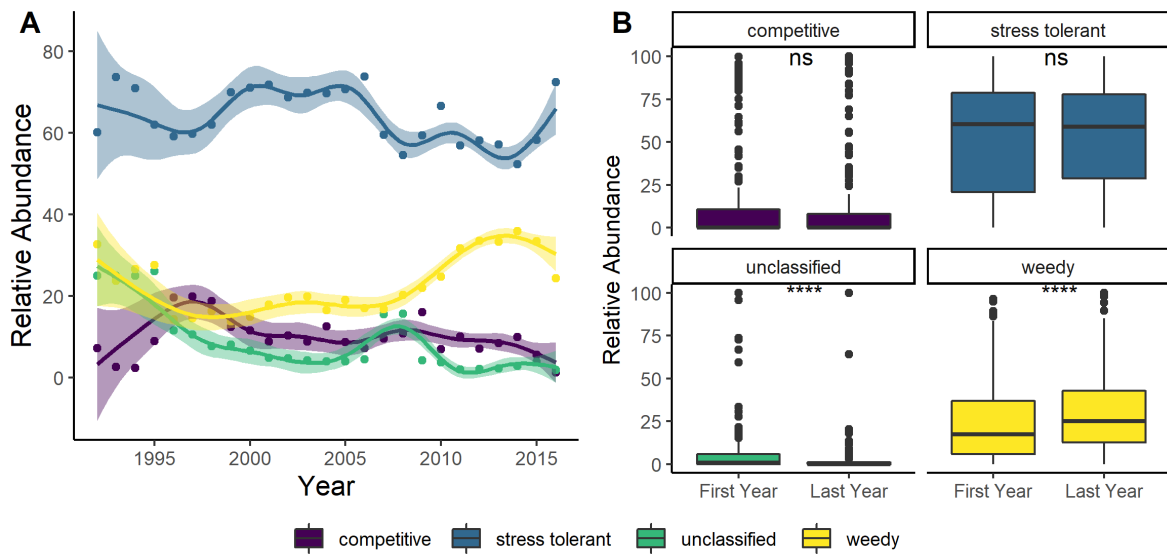 A
Relative Abundance
80
60
40
20
0
1995
2000
2005
2010
2015
Year
B
Relative Abundance
competitive
stress tolerant
ns
ns
100
75
50
25
0
unclassified
weedy
****
****
100
75
50
25
0
First Year
Last Year
First Year
Last Year
competitive
stress tolerant
unclassified
weedy